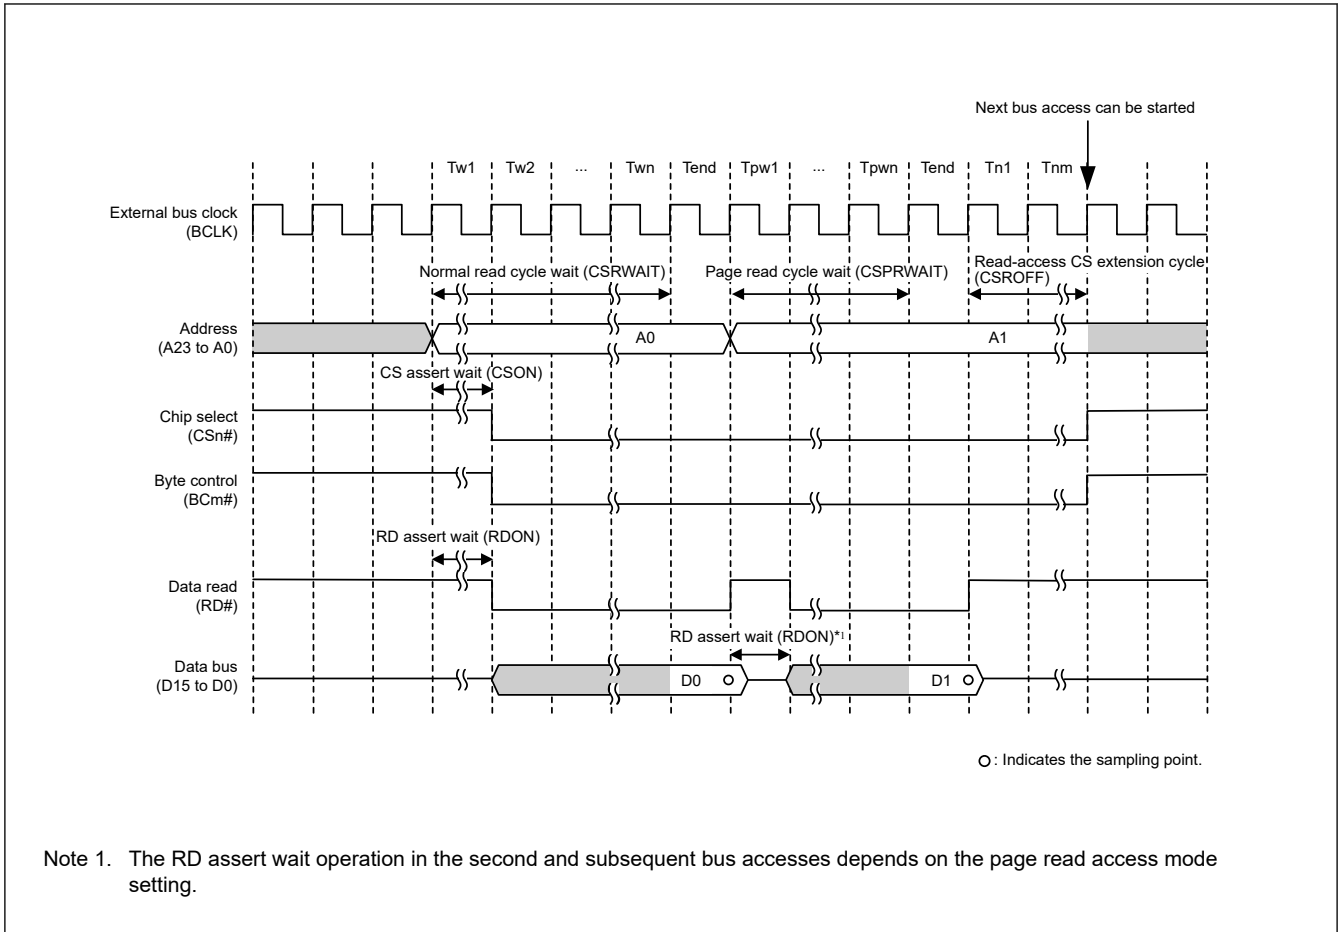 Next bus access can be started
Tw1 Tw2 ... Twn Tend Tpw1 ... Tpwn Tend Tn1 Tnm
External bus clock
(BCLK)
Normal read cycle wait (CSRWAIT) Page read cycle wait (CSPRWAIT) Read-access CS extension cycle
(CSROFF)
Address
(A23 to A0)
A0 A1
CS assert wait (CSON)
Chip select
(CSn#)
Byte control
(BCm#)
RD assert wait (RDON)
Data read
(RD#)
RD assert wait (RDON)*1
Data bus
(D15 to D0)
D0 D1
: Indicates the sampling point.
Note 1. The RD assert wait operation in the second and subsequent bus accesses depends on the page read access mode
setting.